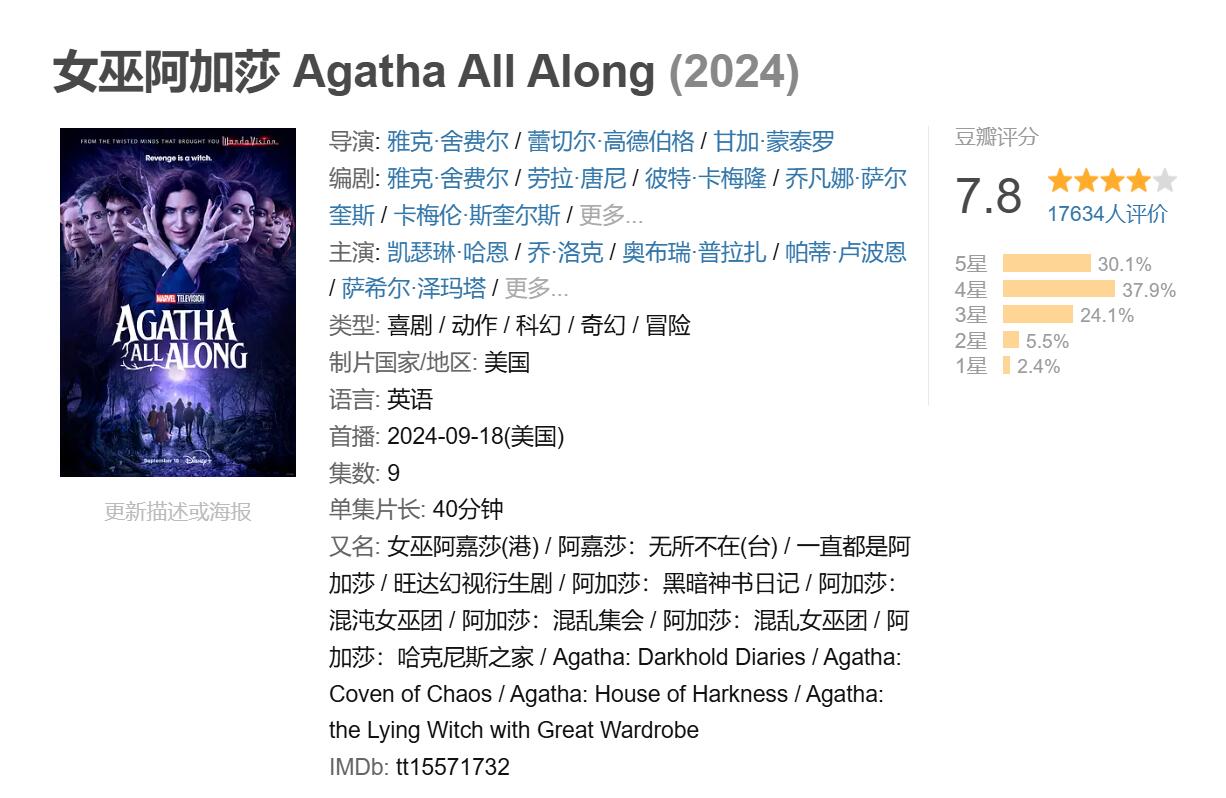 女巫阿加莎 Agatha All Along (2024)
FROM THE TWISTED MINDS THAT BROUGHT YOU WandaVision.
Revenge is a witch.
MARVEL TELEVISION
AGATHA
ALL ALONG
September 18 Disney+
更新描述或海报
导演: 雅克·舍费尔 / 蕾切尔·高德伯格 / 甘加·蒙泰罗
编剧: 雅克·舍费尔 / 劳拉·唐尼 / 彼特·卡梅隆 / 乔凡娜·萨尔
奎斯 / 卡梅伦·斯奎尔斯 / 更多...
主演: 凯瑟琳·哈恩 / 乔·洛克 / 奥布瑞·普拉扎 / 帕蒂·卢波恩
/ 萨希尔·泽玛塔 / 更多...
类型: 喜剧 / 动作 / 科幻 / 奇幻 / 冒险
制片国家/地区: 美国
语言: 英语
首播: 2024-09-18(美国)
集数: 9
单集片长: 40分钟
又名: 女巫阿嘉莎(港) / 阿嘉莎：无所不在(台) / 一直都是阿
加莎 / 旺达幻视衍生剧 / 阿加莎：黑暗神书日记 / 阿加莎：
混沌女巫团 / 阿加莎：混乱集会 / 阿加莎：混乱女巫团 / 阿
加莎：哈克尼斯之家 / Agatha: Darkhold Diaries / Agatha:
Coven of Chaos / Agatha: House of Harkness / Agatha:
the Lying Witch with Great Wardrobe
IMDb: tt15571732
豆瓣评分
7.8
17634人评价
5星 30.1%
4星 37.9%
3星 24.1%
2星 5.5%
1星 2.4%